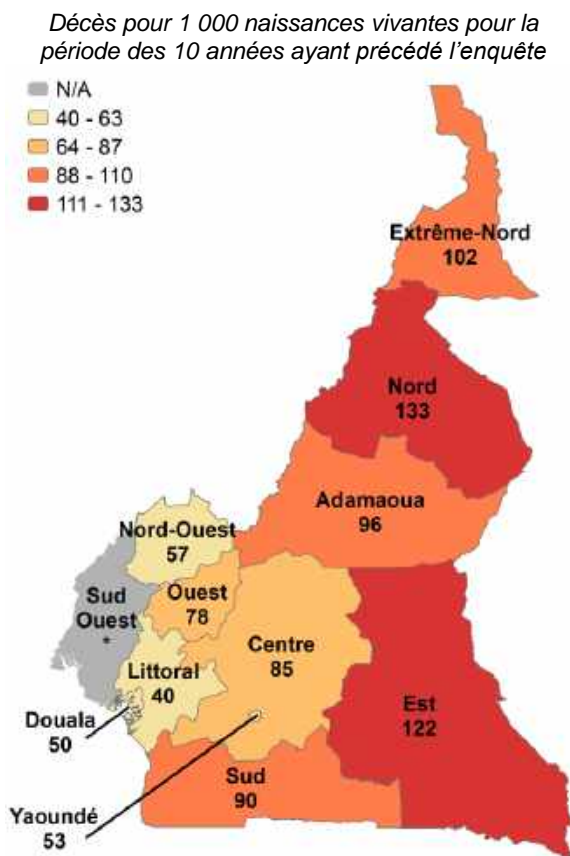 Décès pour 1 000 naissances vivantes pour la
période des 10 années ayant précédé l’enquête
N/A
40 - 63
64 - 87
88 - 110
111 - 133
Extrême-Nord
102
Nord
133
Adamaoua
96
Nord-Ouest
57
Sud
Ouest
*
Ouest
78
Centre
85
Littoral
40
Est
122
Douala
50
Sud
90
Yaoundé
53